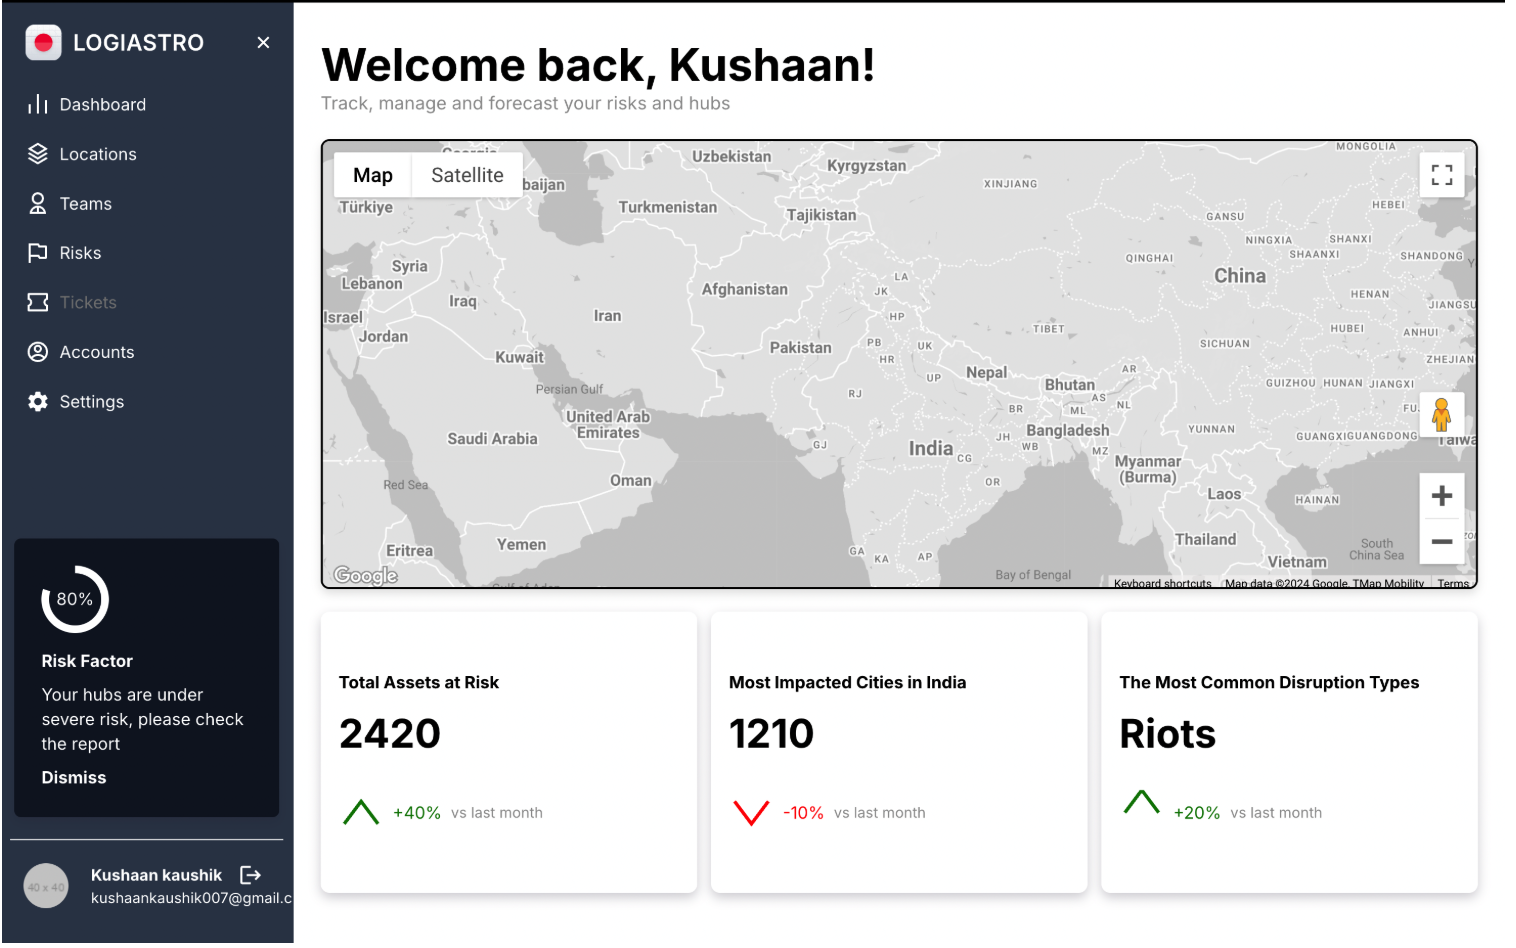 LOGIASTRO
Dashboard
Locations
Teams
Risks
Tickets
Accounts
Settings
80%
Risk Factor
Your hubs are under
severe risk, please check
the report
Dismiss
40 x 40
Kushaan kaushik
kushaankaushik007@gmail.c
Welcome back, Kushaan!
Track, manage and forecast your risks and hubs
Map
Satellite
Georgia
baijan
Türkiye
Uzbekistan
Kyrgyzstan
Turkmenistan
Tajikistan
MONGOLIA
XINJIANG
HEBEI
GANSU
NINGXIA
SHANXI
SHAANXI
SHANDONG
QINGHAI
Syria
Lebanon
Iraq
Iran
Afghanistan
LA
JK
China
HENAN
JIANGSU
Israel
Jordan
HP
TIBET
HUBEI
ANHUI
Kuwait
Pakistan
PB
HR
UK
SICHUAN
ZHEJIAN
Persian Gulf
RJ
UP
Nepal
Bhutan
AR
AS
NL
ML
BR
GUIZHOU
HUNAN
JIANGXI
FU
United Arab
Emirates
Saudi Arabia
GJ
India
CG
JH
WB
Bangladesh
MZ
YUNNAN
GUANGXI
GUANGDONG
Taiwa
Myanmar
(Burma)
Red Sea
Oman
OR
Laos
HAINAN
Eritrea
Yemen
GA
KA
AP
Thailand
South
China Sea
Vietnam
Bay of Bengal
Gulf of Aden
Google
Keyboard shortcuts
Map data ©2024 Google, TMap Mobility
Terms
Total Assets at Risk
2420
+40% vs last month
Most Impacted Cities in India
1210
-10% vs last month
The Most Common Disruption Types
Riots
+20% vs last month